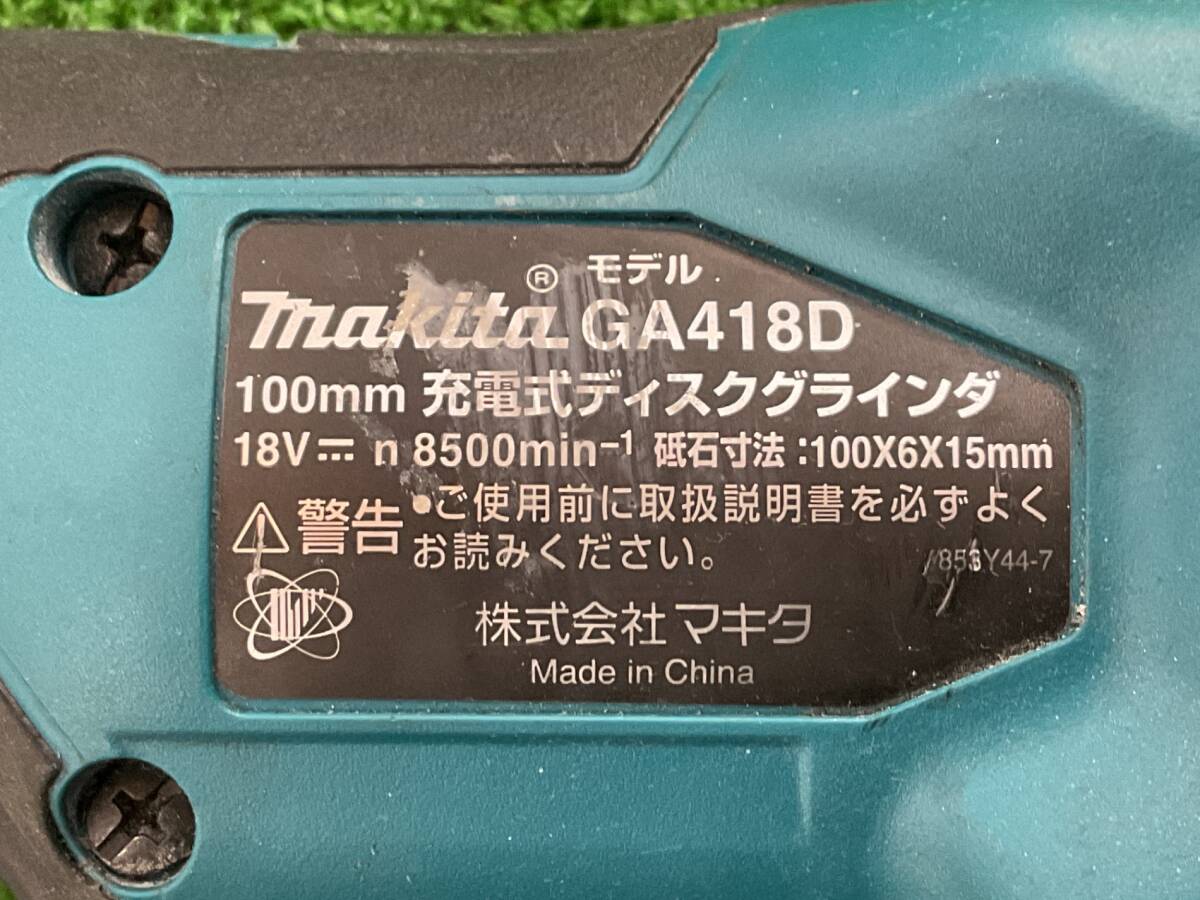 モデル
makita® GA418D
100mm 充電式ディスクグラインダ
18V⎓ n 8500min⁻¹ 砥石寸法:100X6X15mm
⚠警告 •ご使用前に取扱説明書を必ずよく
お読みください。
853Y44-7
株式会社マキタ
Made in China